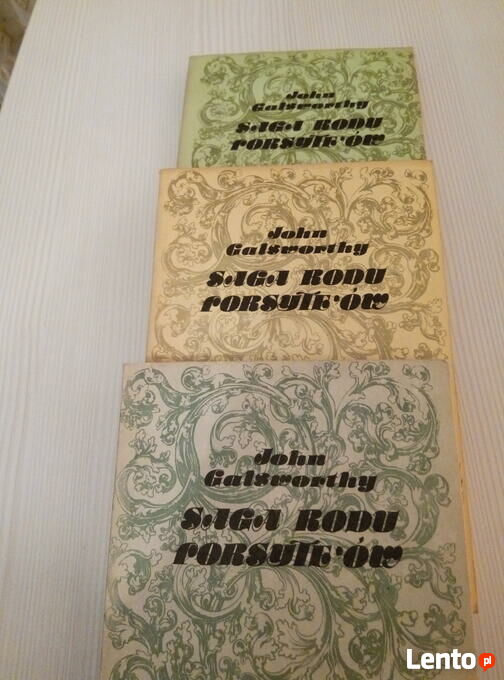 John
Galsworthy
SAGA RODU
FORSYTE'ÓW
John
Galsworthy
SAGA RODU
FORSYTE'ÓW
John
Galsworthy
SAGA RODU
FORSYTE'ÓW
Lento.pl